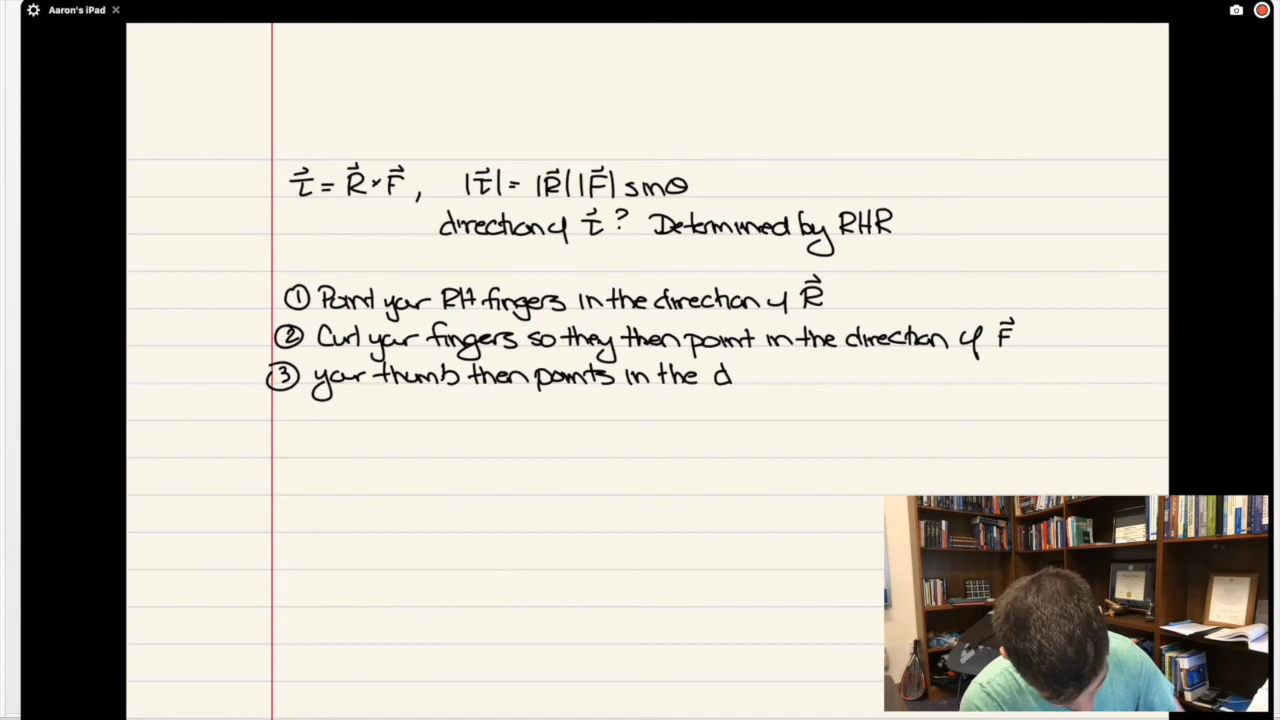 Aaron's iPad
τ⃗ = R⃗ × F⃗ , |τ⃗| = |R⃗||F⃗| sinθ
direction of τ⃗ ? Determined by RHR
① Point your RH fingers in the direction of R⃗
② Curl your fingers so they then point in the direction of F⃗
③ your thumb then points in the d